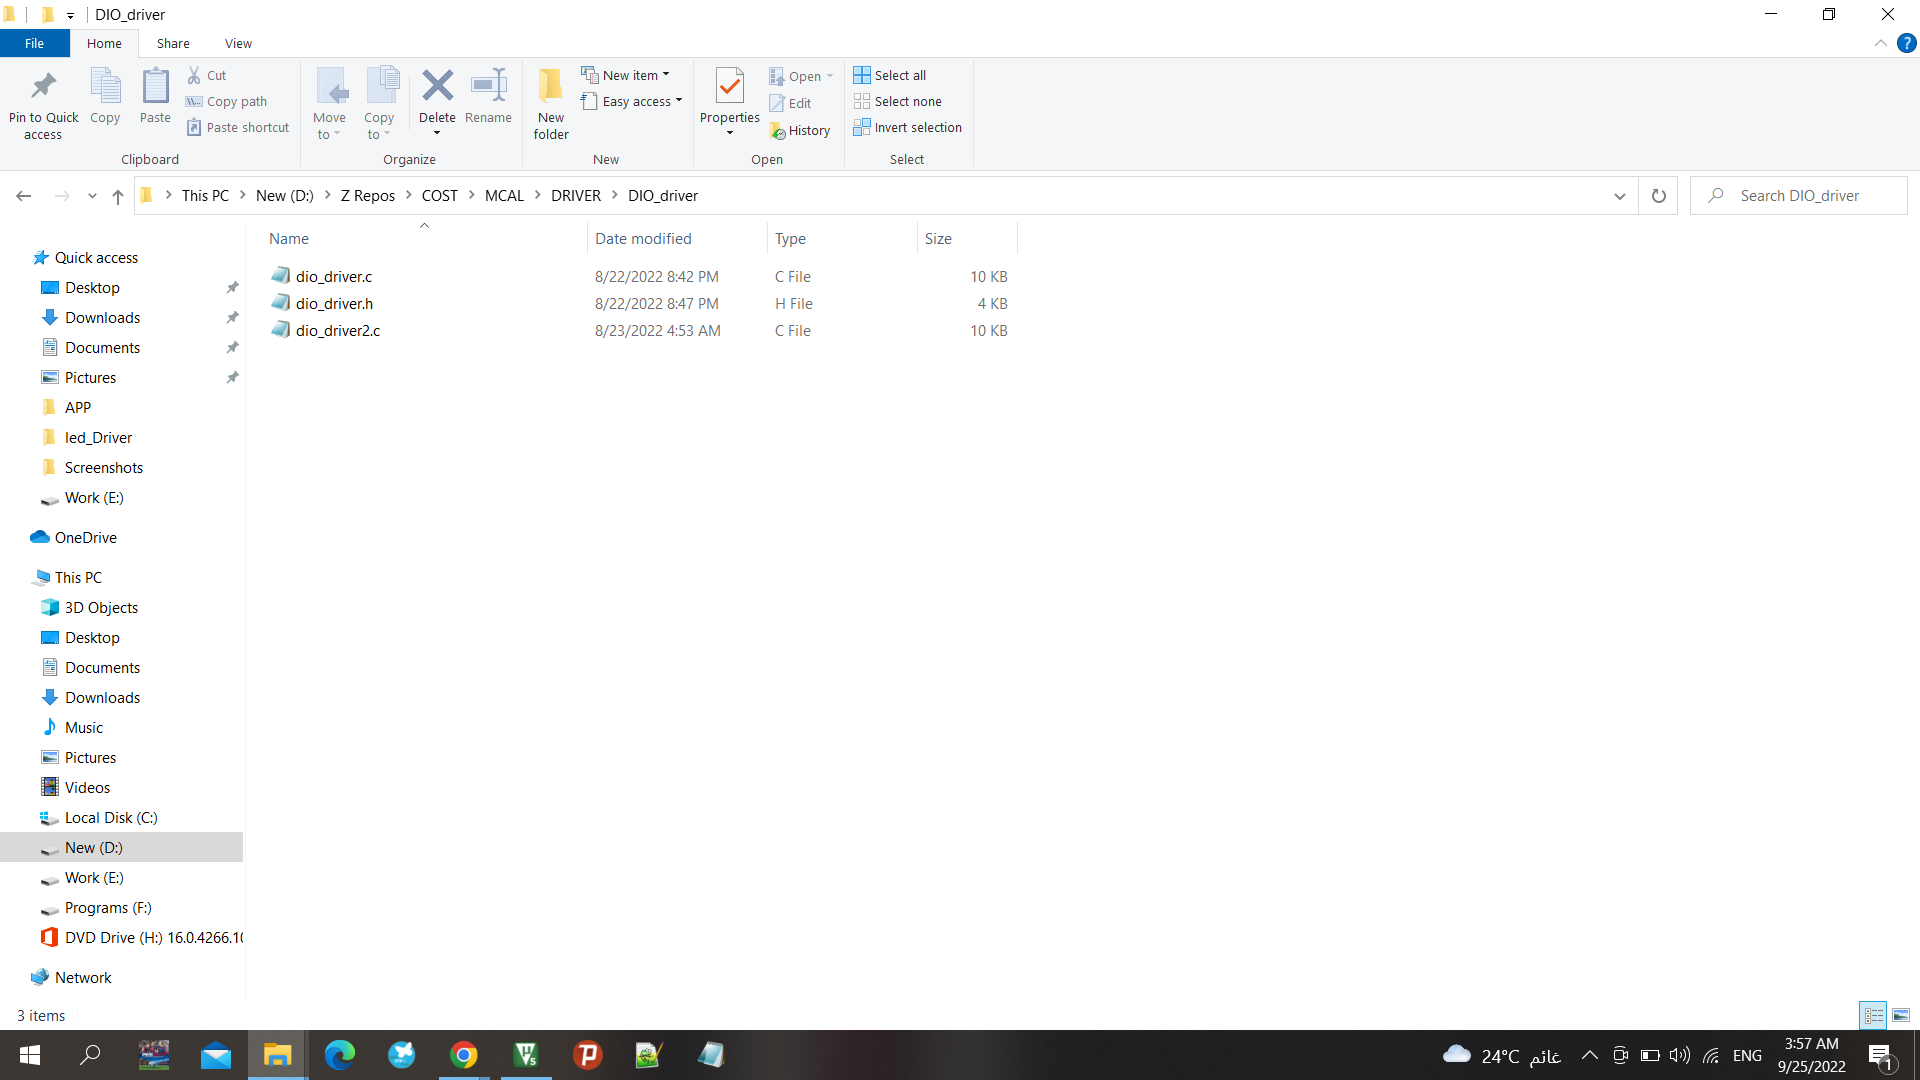 DIO_driver
File Home Share View
Pin to Quick access
Copy
Paste
Cut
Copy path
Paste shortcut
Clipboard
Move to
Copy to
Delete
Rename
Organize
New folder
New item
Easy access
New
Properties
Open
Edit
History
Open
Select all
Select none
Invert selection
Select
This PC > New (D:) > Z Repos > COST > MCAL > DRIVER > DIO_driver
Search DIO_driver
Name Date modified Type Size
dio_driver.c 8/22/2022 8:42 PM C File 10 KB
dio_driver.h 8/22/2022 8:47 PM H File 4 KB
dio_driver2.c 8/23/2022 4:53 AM C File 10 KB
Quick access
Desktop
Downloads
Documents
Pictures
APP
led_Driver
Screenshots
Work (E:)
OneDrive
This PC
3D Objects
Desktop
Documents
Downloads
Music
Pictures
Videos
Local Disk (C:)
New (D:)
Work (E:)
Programs (F:)
DVD Drive (H:) 16.0.4266.10
Network
3 items
24°C غائم
ENG
3:57 AM
9/25/2022
1